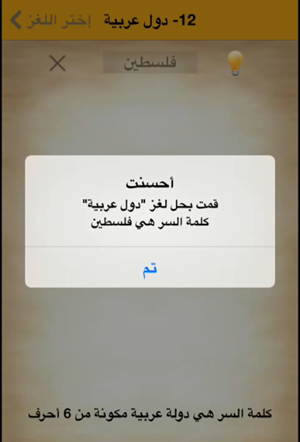 12- دول عربية
إختر اللغز
فلسطين
أحسنت
قمت بحل لغز "دول عربية"
كلمة السر هي فلسطين
تم
كلمة السر هي دولة عربية مكونة من 6 أحرف